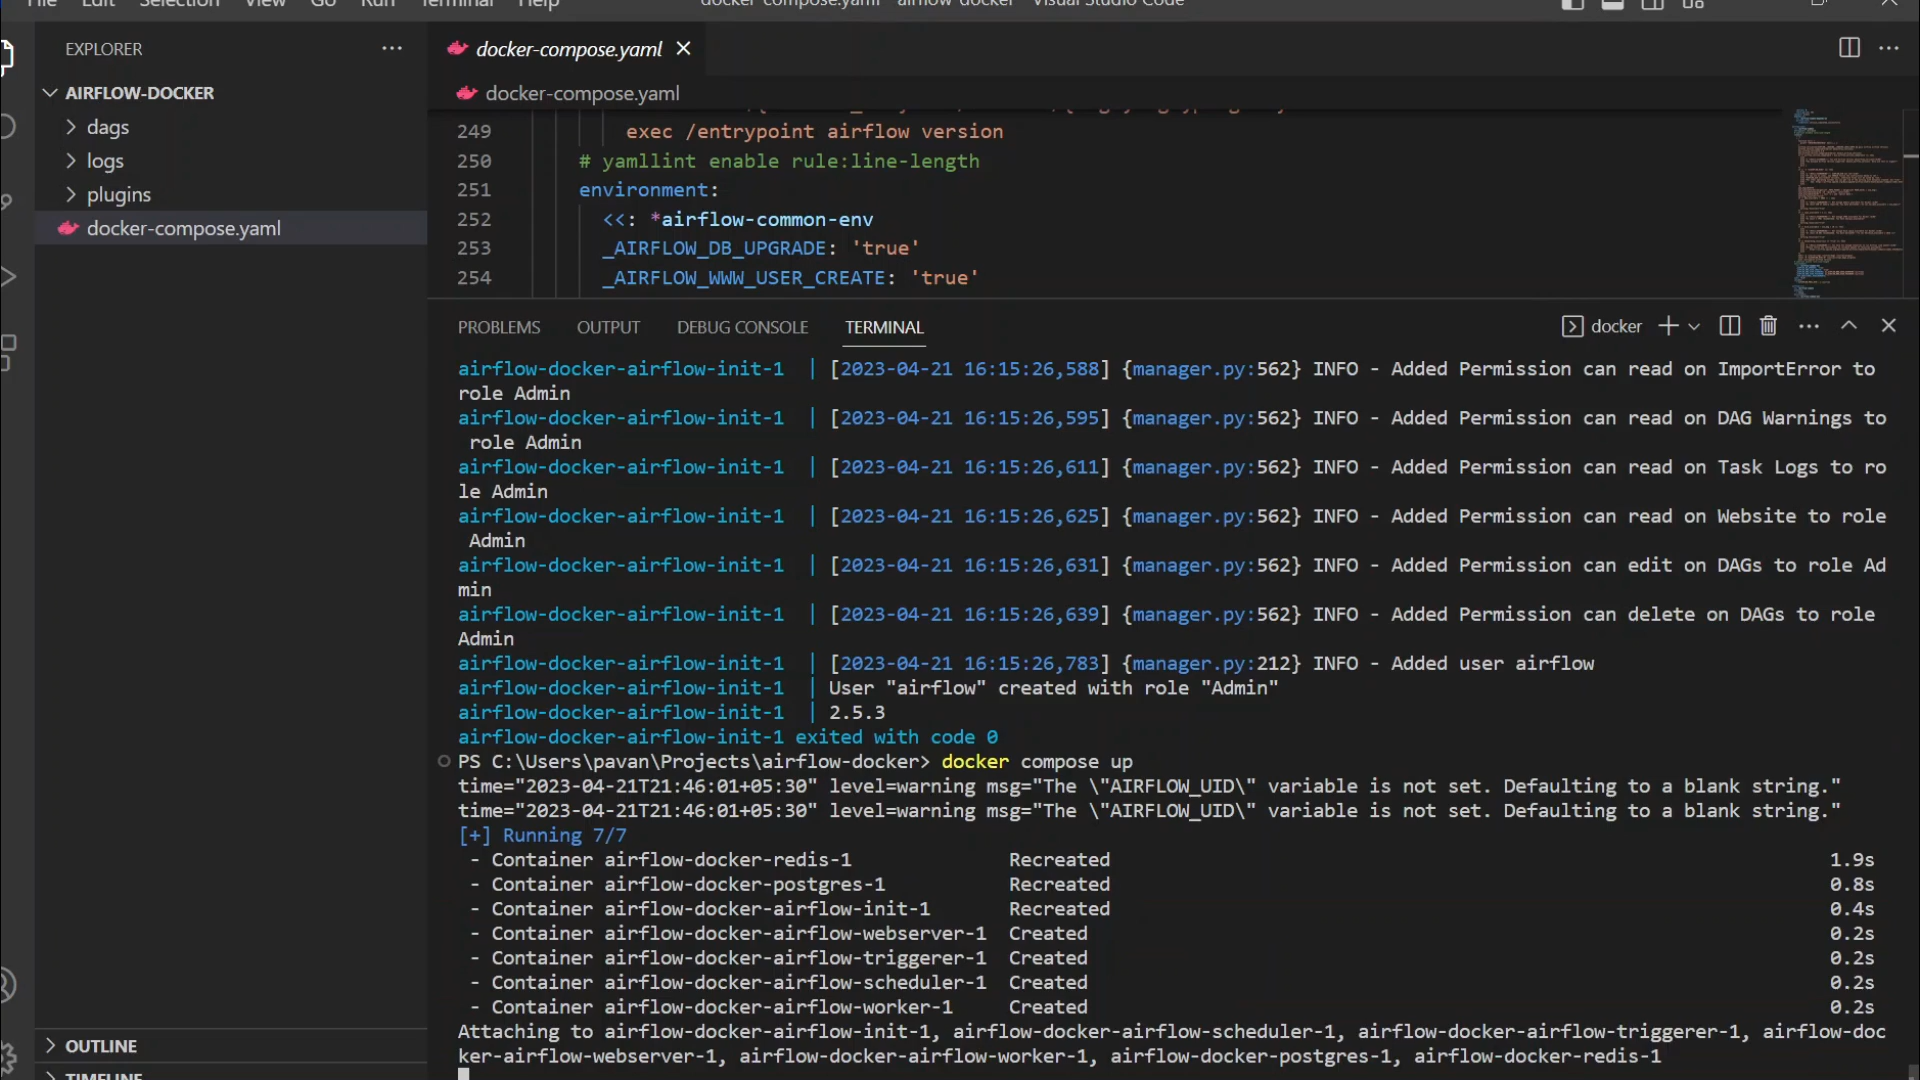 File Edit Selection View Go Run Terminal Help
docker-compose.yaml - airflow-docker - Visual Studio Code
EXPLORER
AIRFLOW-DOCKER
dags
logs
plugins
docker-compose.yaml
OUTLINE
TIMELINE
docker-compose.yaml
docker-compose.yaml
249 exec /entrypoint airflow version
250 # yamllint enable rule:line-length
251 environment:
252 <<: *airflow-common-env
253 _AIRFLOW_DB_UPGRADE: 'true'
254 _AIRFLOW_WWW_USER_CREATE: 'true'
PROBLEMS OUTPUT DEBUG CONSOLE TERMINAL
docker
airflow-docker-airflow-init-1 | [2023-04-21 16:15:26,588] {manager.py:562} INFO - Added Permission can read on ImportError to
role Admin
airflow-docker-airflow-init-1 | [2023-04-21 16:15:26,595] {manager.py:562} INFO - Added Permission can read on DAG Warnings to
role Admin
airflow-docker-airflow-init-1 | [2023-04-21 16:15:26,611] {manager.py:562} INFO - Added Permission can read on Task Logs to ro
le Admin
airflow-docker-airflow-init-1 | [2023-04-21 16:15:26,625] {manager.py:562} INFO - Added Permission can read on Website to role
Admin
airflow-docker-airflow-init-1 | [2023-04-21 16:15:26,631] {manager.py:562} INFO - Added Permission can edit on DAGs to role Ad
min
airflow-docker-airflow-init-1 | [2023-04-21 16:15:26,639] {manager.py:562} INFO - Added Permission can delete on DAGs to role
Admin
airflow-docker-airflow-init-1 | [2023-04-21 16:15:26,783] {manager.py:212} INFO - Added user airflow
airflow-docker-airflow-init-1 | User "airflow" created with role "Admin"
airflow-docker-airflow-init-1 | 2.5.3
airflow-docker-airflow-init-1 exited with code 0
PS C:\Users\pavan\Projects\airflow-docker> docker compose up
time="2023-04-21T21:46:01+05:30" level=warning msg="The \"AIRFLOW_UID\" variable is not set. Defaulting to a blank string."
time="2023-04-21T21:46:01+05:30" level=warning msg="The \"AIRFLOW_UID\" variable is not set. Defaulting to a blank string."
[+] Running 7/7
- Container airflow-docker-redis-1 Recreated 1.9s
- Container airflow-docker-postgres-1 Recreated 0.8s
- Container airflow-docker-airflow-init-1 Recreated 0.4s
- Container airflow-docker-airflow-webserver-1 Created 0.2s
- Container airflow-docker-airflow-triggerer-1 Created 0.2s
- Container airflow-docker-airflow-scheduler-1 Created 0.2s
- Container airflow-docker-airflow-worker-1 Created 0.2s
Attaching to airflow-docker-airflow-init-1, airflow-docker-airflow-scheduler-1, airflow-docker-airflow-triggerer-1, airflow-doc
ker-airflow-webserver-1, airflow-docker-airflow-worker-1, airflow-docker-postgres-1, airflow-docker-redis-1